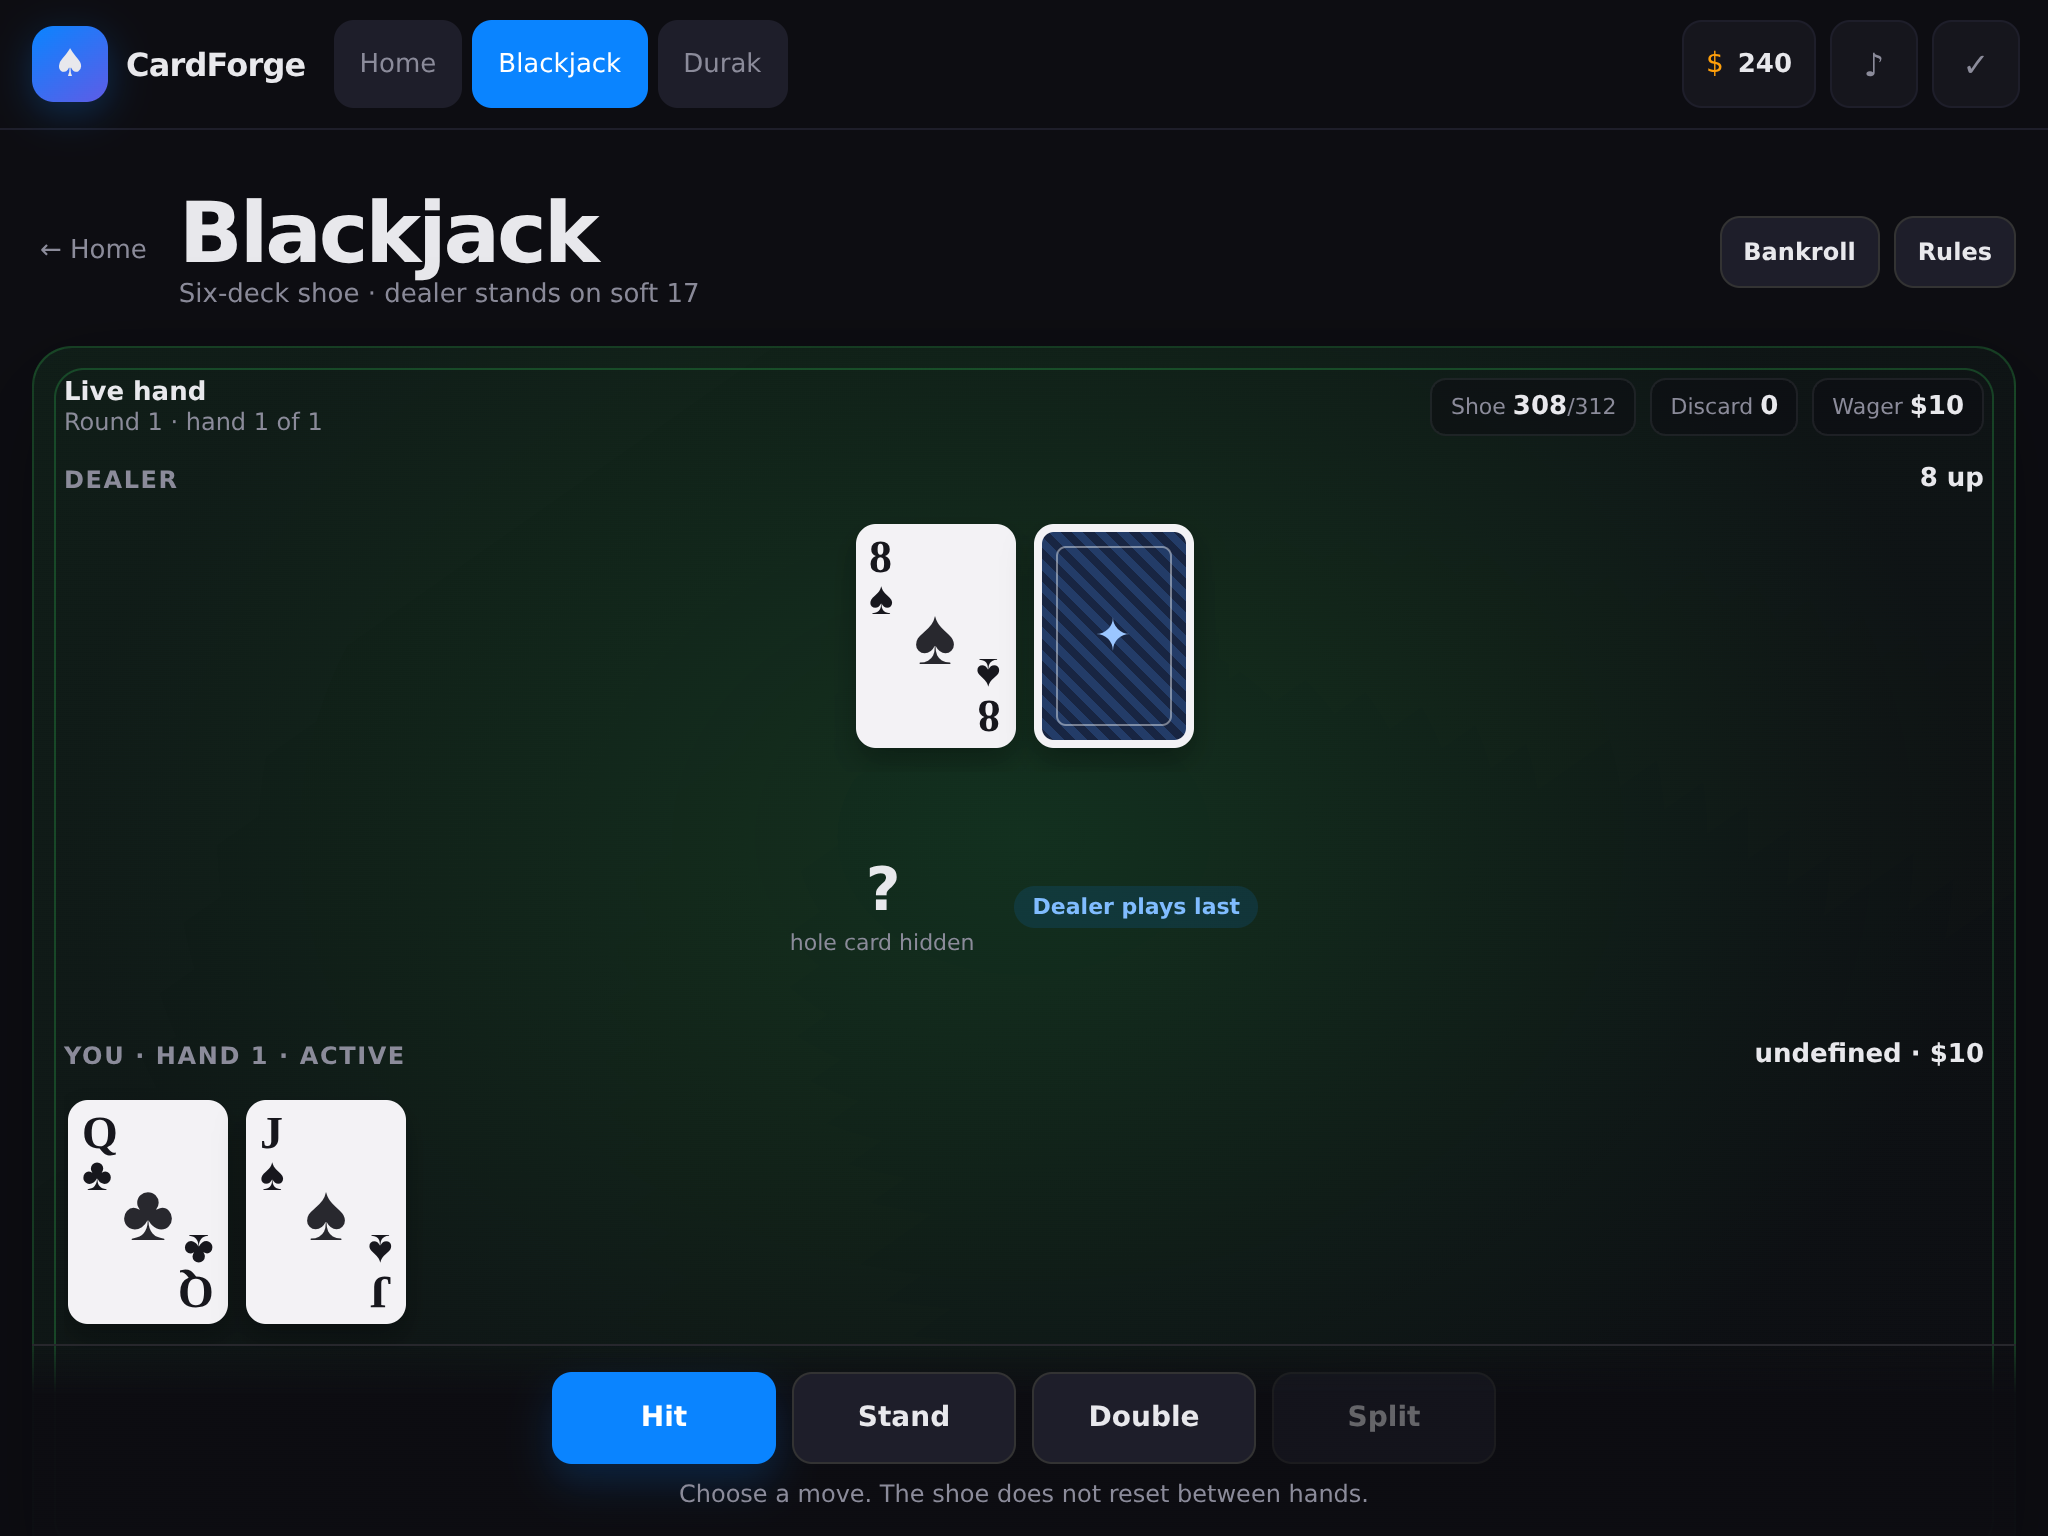 ♠ CardForge Home Blackjack Durak $ 240 ♪ ✓
← Home Blackjack Bankroll Rules
Six-deck shoe · dealer stands on soft 17
Live hand Shoe 308/312 Discard 0 Wager $10
Round 1 · hand 1 of 1
DEALER 8 up
8
♠
♠
♠
8
✦
?
hole card hidden
Dealer plays last
YOU · HAND 1 · ACTIVE undefined · $10
Q
♣
♣
♣
Q
J
♠
♠
♠
J
Hit Stand Double Split
Choose a move. The shoe does not reset between hands.